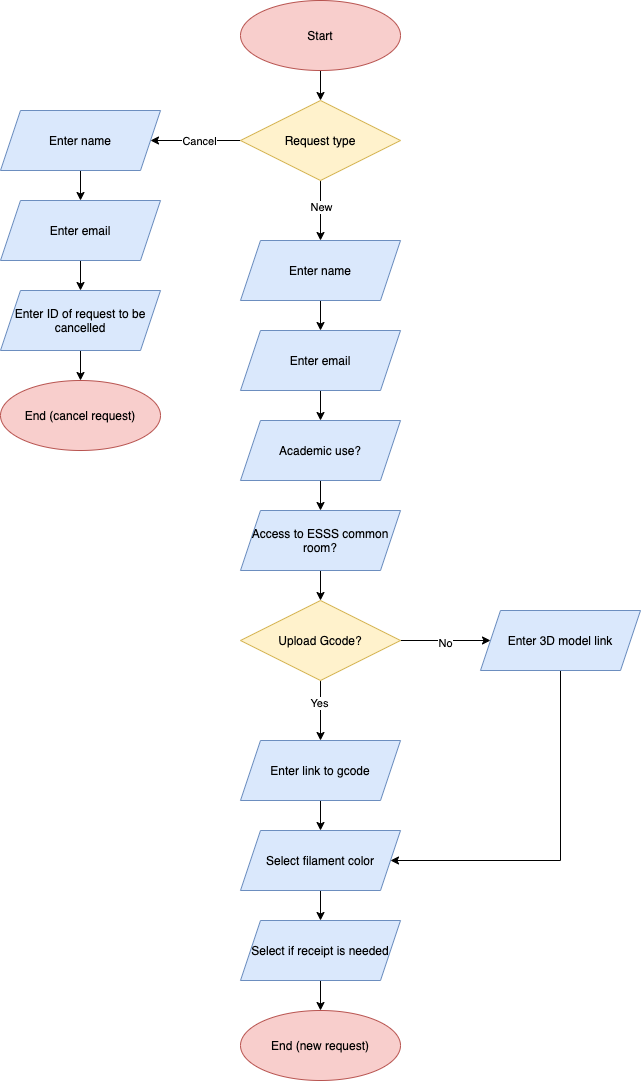 Start
Request type
Cancel
Enter name
Enter email
Enter ID of request to be
cancelled
End (cancel request)
New
Enter name
Enter email
Academic use?
Access to ESSS common
room?
Upload Gcode?
No
Enter 3D model link
Yes
Enter link to gcode
Select filament color
Select if receipt is needed
End (new request)